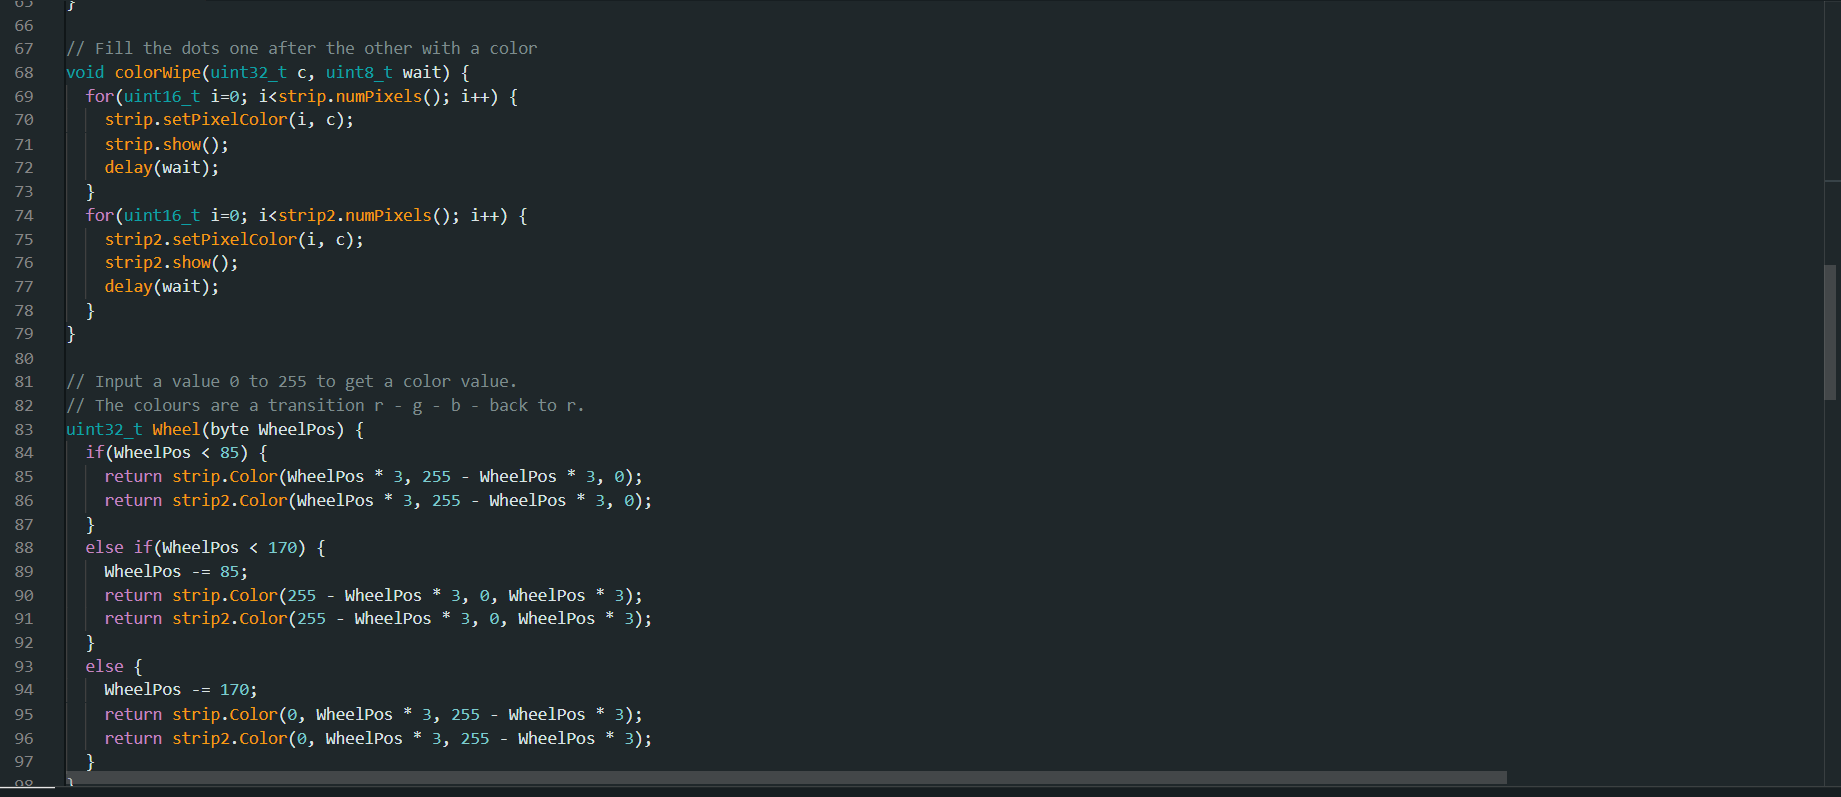 65 }
66
67 // Fill the dots one after the other with a color
68 void colorWipe(uint32_t c, uint8_t wait) {
69 for(uint16_t i=0; i<strip.numPixels(); i++) {
70 strip.setPixelColor(i, c);
71 strip.show();
72 delay(wait);
73 }
74 for(uint16_t i=0; i<strip2.numPixels(); i++) {
75 strip2.setPixelColor(i, c);
76 strip2.show();
77 delay(wait);
78 }
79 }
80
81 // Input a value 0 to 255 to get a color value.
82 // The colours are a transition r - g - b - back to r.
83 uint32_t Wheel(byte WheelPos) {
84 if(WheelPos < 85) {
85 return strip.Color(WheelPos * 3, 255 - WheelPos * 3, 0);
86 return strip2.Color(WheelPos * 3, 255 - WheelPos * 3, 0);
87 }
88 else if(WheelPos < 170) {
89 WheelPos -= 85;
90 return strip.Color(255 - WheelPos * 3, 0, WheelPos * 3);
91 return strip2.Color(255 - WheelPos * 3, 0, WheelPos * 3);
92 }
93 else {
94 WheelPos -= 170;
95 return strip.Color(0, WheelPos * 3, 255 - WheelPos * 3);
96 return strip2.Color(0, WheelPos * 3, 255 - WheelPos * 3);
97 }
98 }